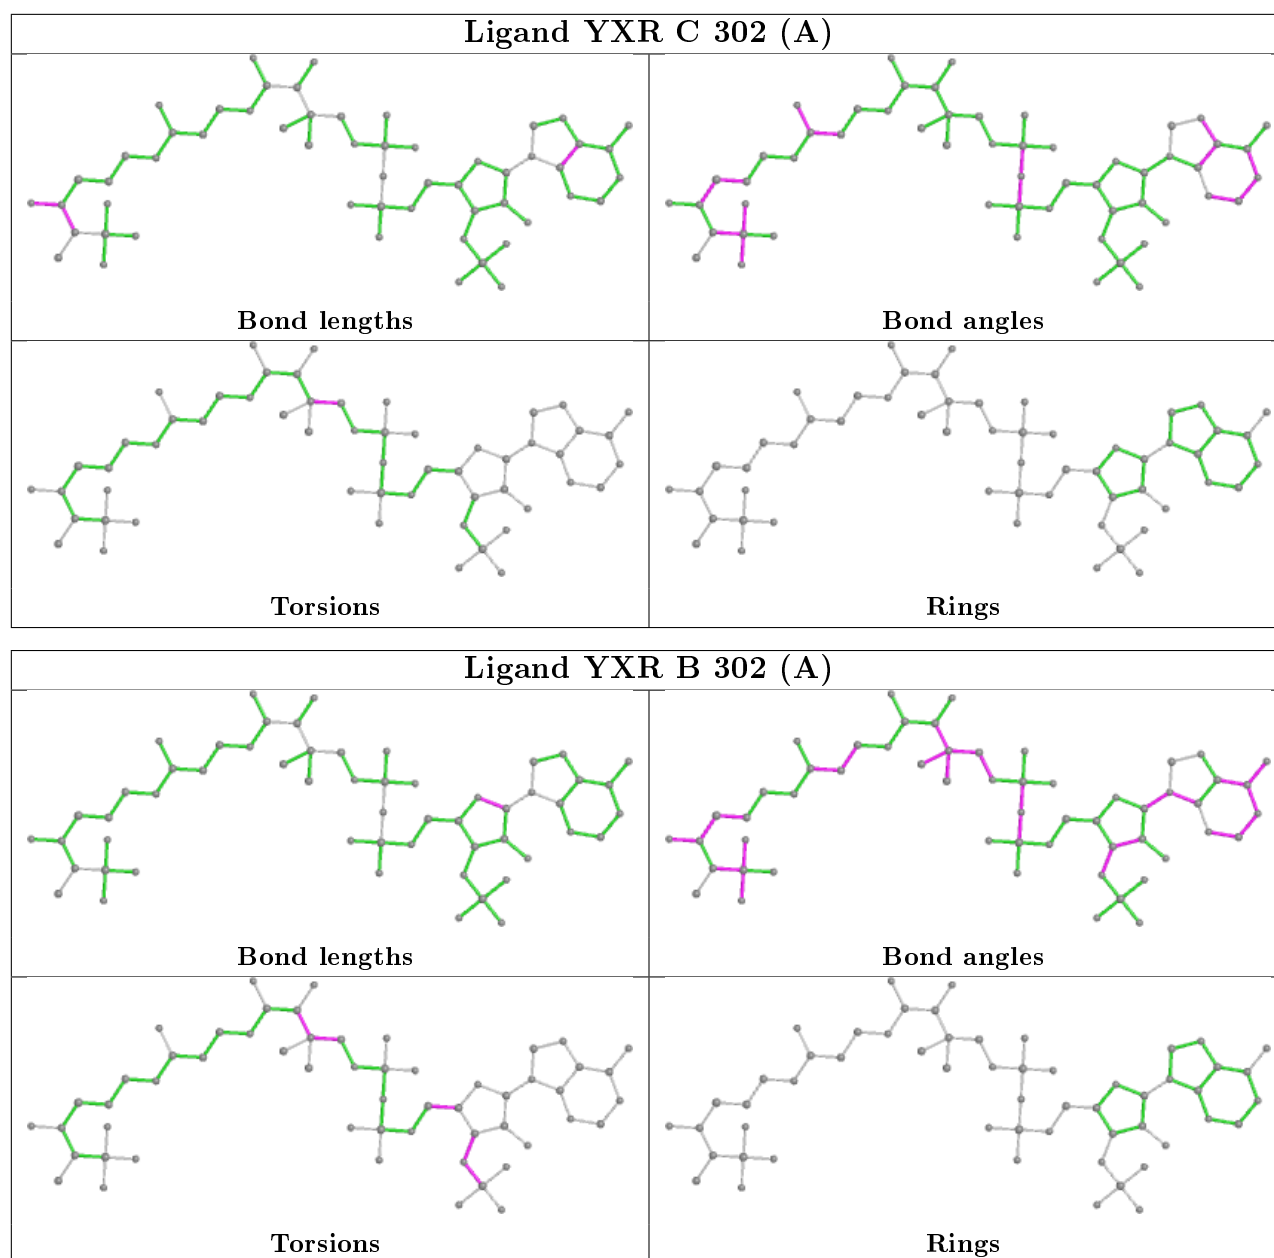 Ligand YXR C 302 (A)
Bond lengths
Bond angles
Torsions
Rings
Ligand YXR B 302 (A)
Bond lengths
Bond angles
Torsions
Rings